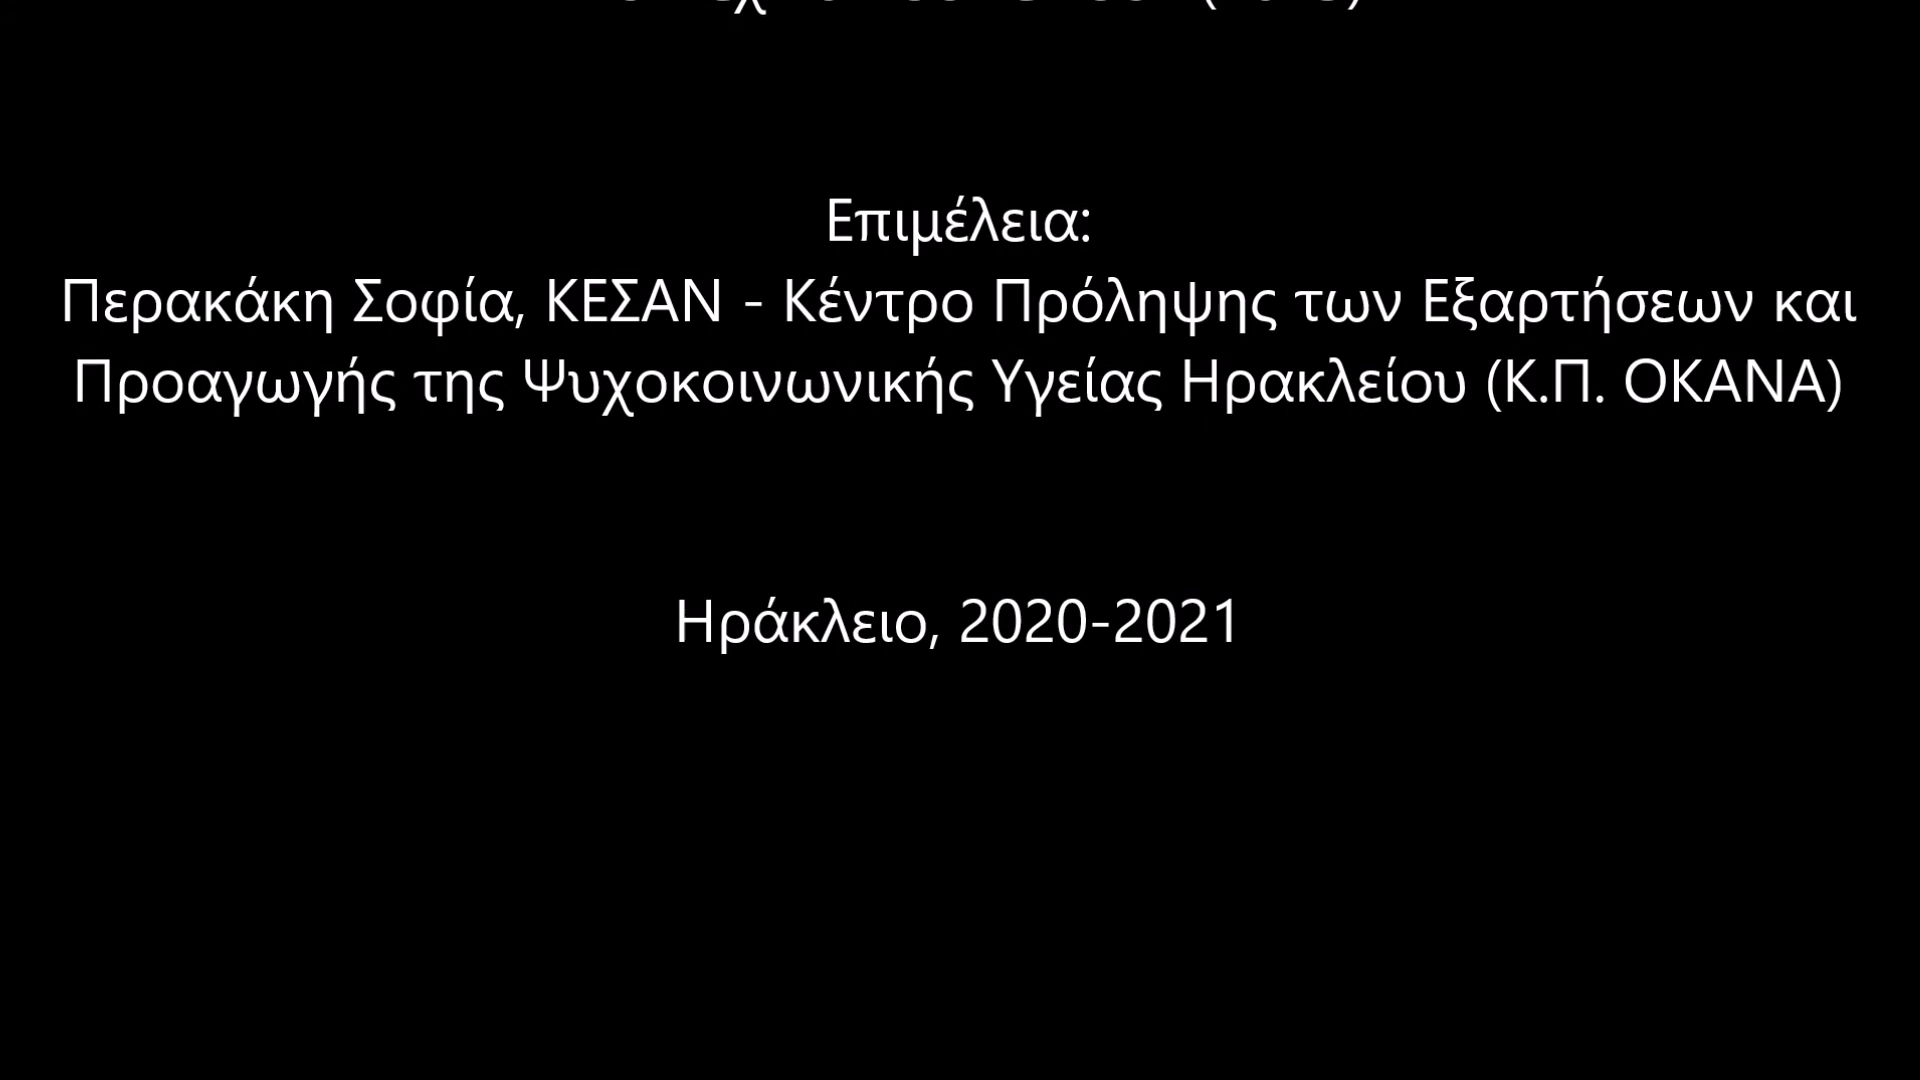 Επιμέλεια:
Περακάκη Σοφία, ΚΕΣΑΝ - Κέντρο Πρόληψης των Εξαρτήσεων και
Προαγωγής της Ψυχοκοινωνικής Υγείας Ηρακλείου (Κ.Π. ΟΚΑΝΑ)
Ηράκλειο, 2020-2021